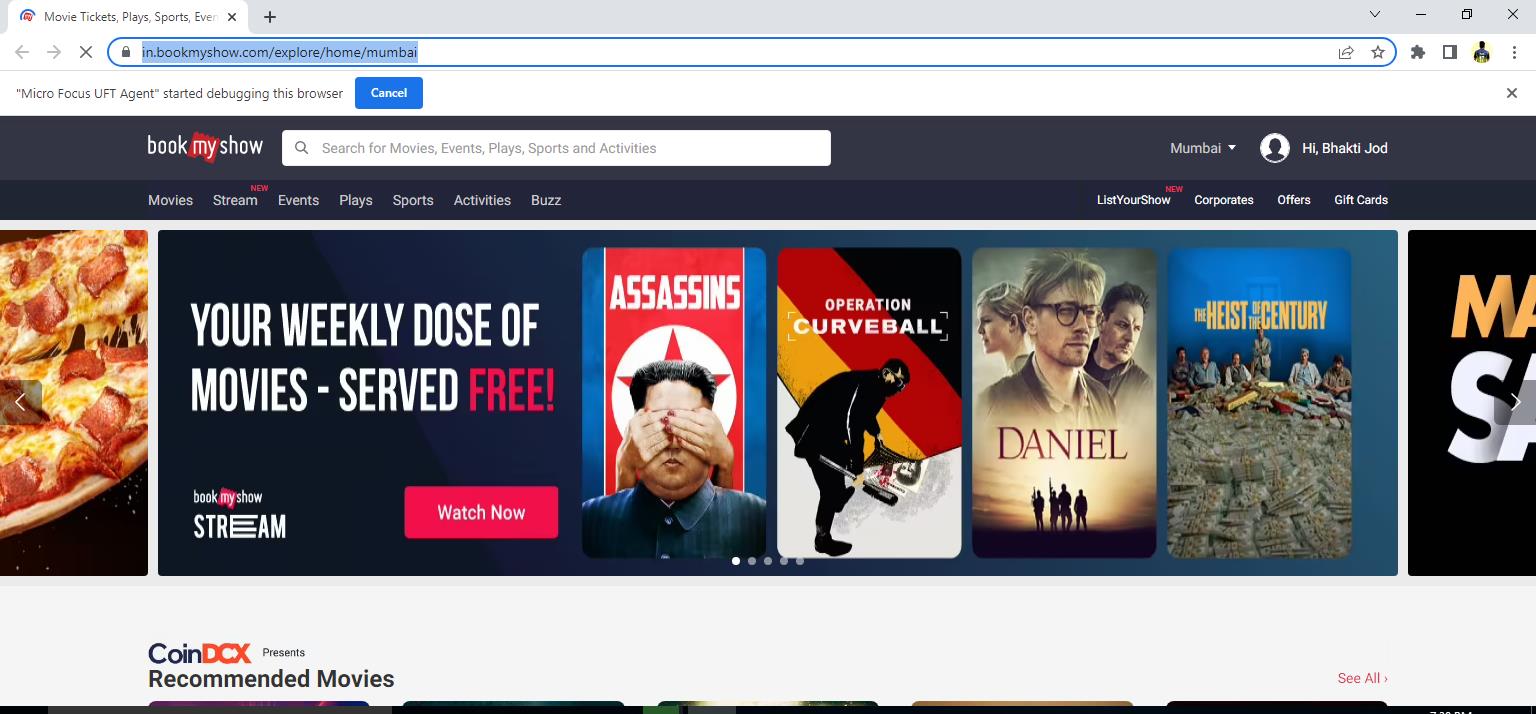 Movie Tickets, Plays, Sports, Even
in.bookmyshow.com/explore/home/mumbai
"Micro Focus UFT Agent" started debugging this browser
Cancel
book my show
Search for Movies, Events, Plays, Sports and Activities
Mumbai
Hi, Bhakti Jod
Movies
Stream
NEW
Events
Plays
Sports
Activities
Buzz
ListYourShow
NEW
Corporates
Offers
Gift Cards
YOUR WEEKLY DOSE OF
MOVIES - SERVED FREE!
book my show
STREAM
Watch Now
ASSASSINS
OPERATION
CURVEBALL
DANIEL
THE HEIST OF THE CENTURY
MA
SA
CoinDCX Presents
Recommended Movies
See All ›